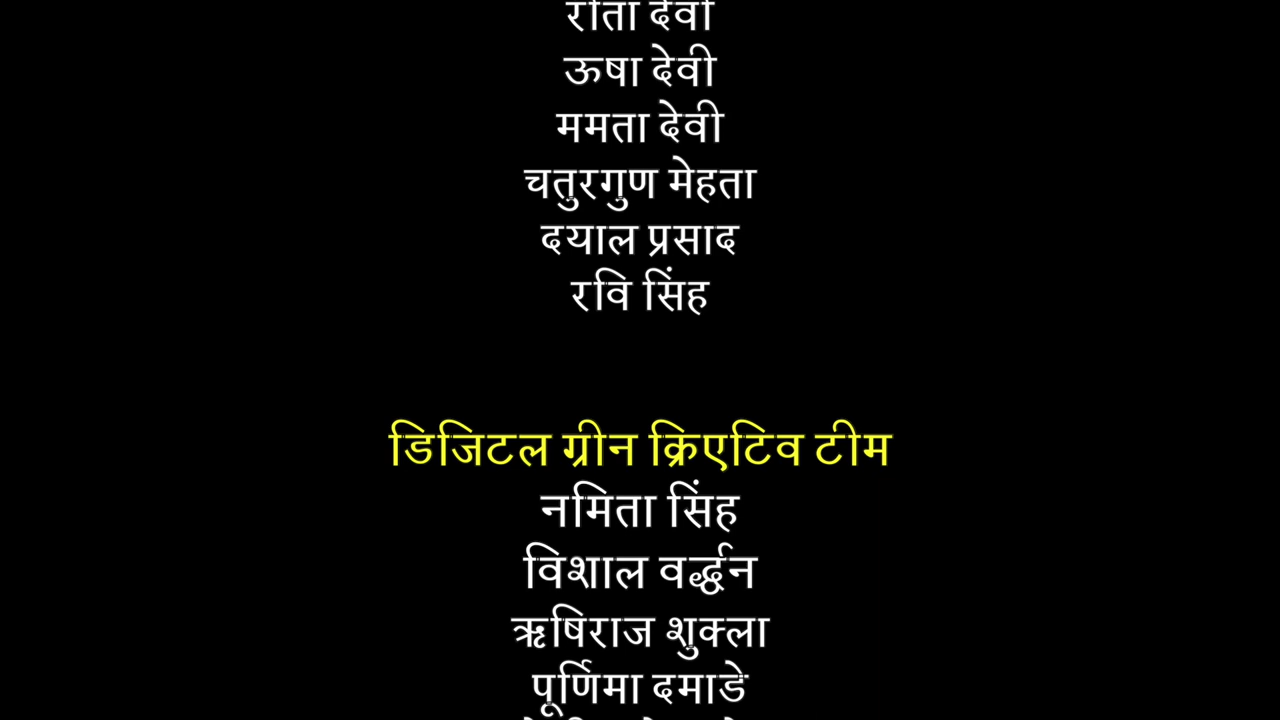 रीता देवी
ऊषा देवी
ममता देवी
चतुरगुण मेहता
दयाल प्रसाद
रवि सिंह
डिजिटल ग्रीन क्रिएटिव टीम
नमिता सिंह
विशाल वर्द्धन
ऋषिराज शुक्ला
पूर्णिमा दमाडे